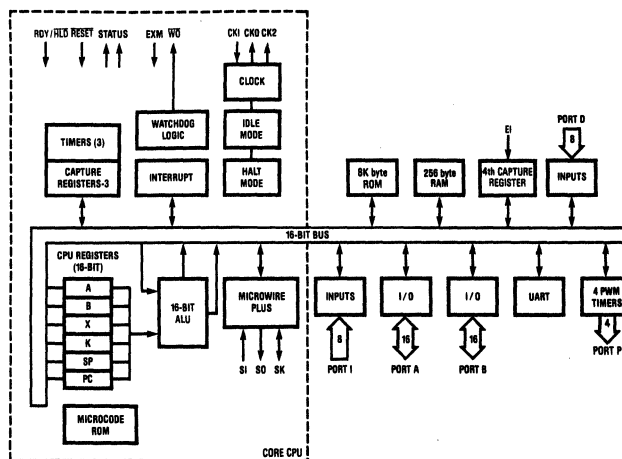 RDY/HLD RESET STATUS EXM WO CKI CKO CK2
CLOCK
WATCHDOG
LOGIC
IDLE
MODE
TIMERS (3)
CAPTURE
REGISTERS-3
INTERRUPT
HALT
MODE
EI
PORT D
8
8K byte
ROM
256 byte
RAM
4th CAPTURE
REGISTER
INPUTS
16-BIT BUS
CPU REGISTERS
(16-BIT)
A
B
X
K
SP
PC
16-BIT
ALU
MICROWIRE
PLUS
SI SO SK
INPUTS
8
PORT I
I/O
16
PORT A
I/O
16
PORT B
UART
4 PWM
TIMERS
4
PORT P
MICROCODE
ROM
CORE CPU